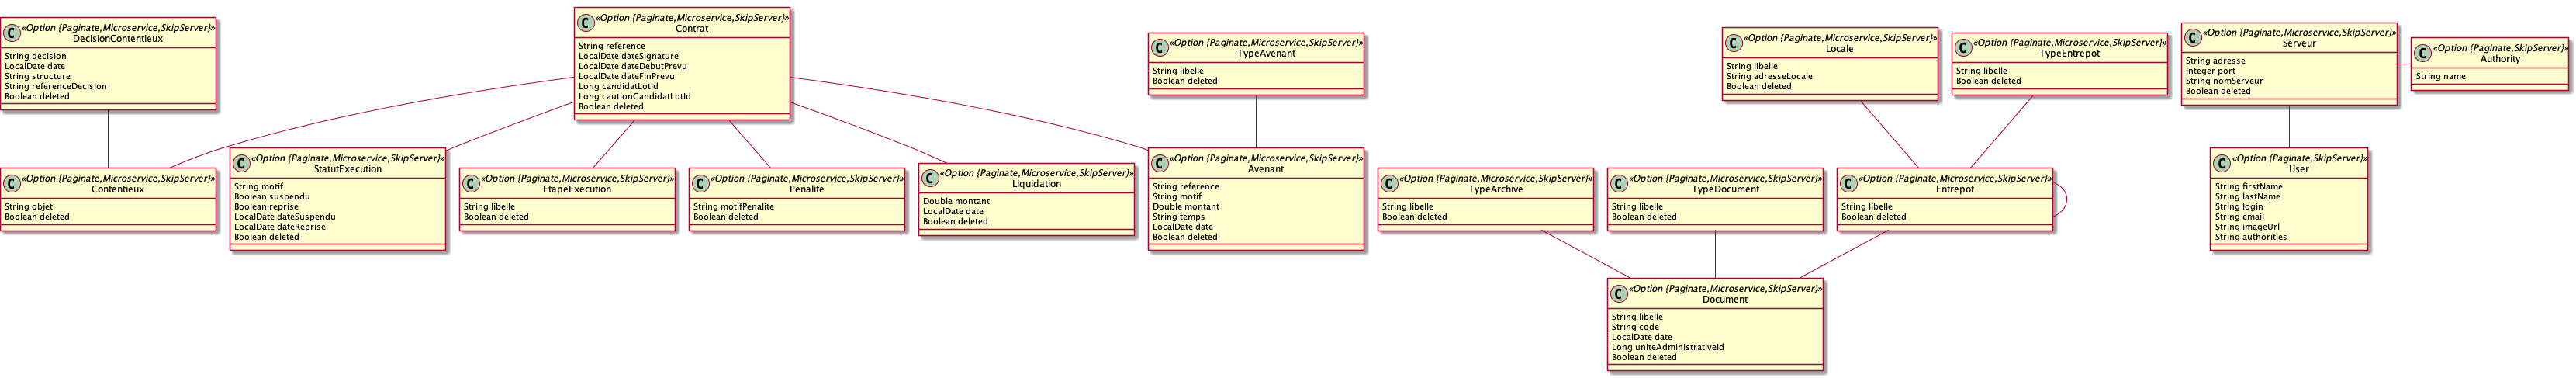 C «Option {Paginate,Microservice,SkipServer}»
DecisionContentieux
String decision
LocalDate date
String structure
String referenceDecision
Boolean deleted
C «Option {Paginate,Microservice,SkipServer}»
Contrat
String reference
LocalDate dateSignature
LocalDate dateDebutPrevu
LocalDate dateFinPrevu
Long candidatLotId
Long cautionCandidatLotId
Boolean deleted
C «Option {Paginate,Microservice,SkipServer}»
TypeAvenant
String libelle
Boolean deleted
C «Option {Paginate,Microservice,SkipServer}»
Locale
String libelle
String adresseLocale
Boolean deleted
C «Option {Paginate,Microservice,SkipServer}»
TypeEntrepot
String libelle
Boolean deleted
C «Option {Paginate,Microservice,SkipServer}»
Serveur
String adresse
Integer port
String nomServeur
Boolean deleted
C «Option {Paginate,SkipServer}»
Authority
String name
C «Option {Paginate,Microservice,SkipServer}»
Contentieux
String objet
Boolean deleted
C «Option {Paginate,Microservice,SkipServer}»
StatutExecution
String motif
Boolean suspendu
Boolean reprise
LocalDate dateSuspendu
LocalDate dateReprise
Boolean deleted
C «Option {Paginate,Microservice,SkipServer}»
EtapeExecution
String libelle
Boolean deleted
C «Option {Paginate,Microservice,SkipServer}»
Penalite
String motifPenalite
Boolean deleted
C «Option {Paginate,Microservice,SkipServer}»
Liquidation
Double montant
LocalDate date
Boolean deleted
C «Option {Paginate,Microservice,SkipServer}»
Avenant
String reference
String motif
Double montant
String temps
LocalDate date
Boolean deleted
C «Option {Paginate,Microservice,SkipServer}»
TypeArchive
String libelle
Boolean deleted
C «Option {Paginate,Microservice,SkipServer}»
TypeDocument
String libelle
Boolean deleted
C «Option {Paginate,Microservice,SkipServer}»
Entrepot
String libelle
Boolean deleted
C «Option {Paginate,SkipServer}»
User
String firstName
String lastName
String login
String email
String imageUrl
String authorities
C «Option {Paginate,Microservice,SkipServer}»
Document
String libelle
String code
LocalDate date
Long uniteAdministrativeId
Boolean deleted